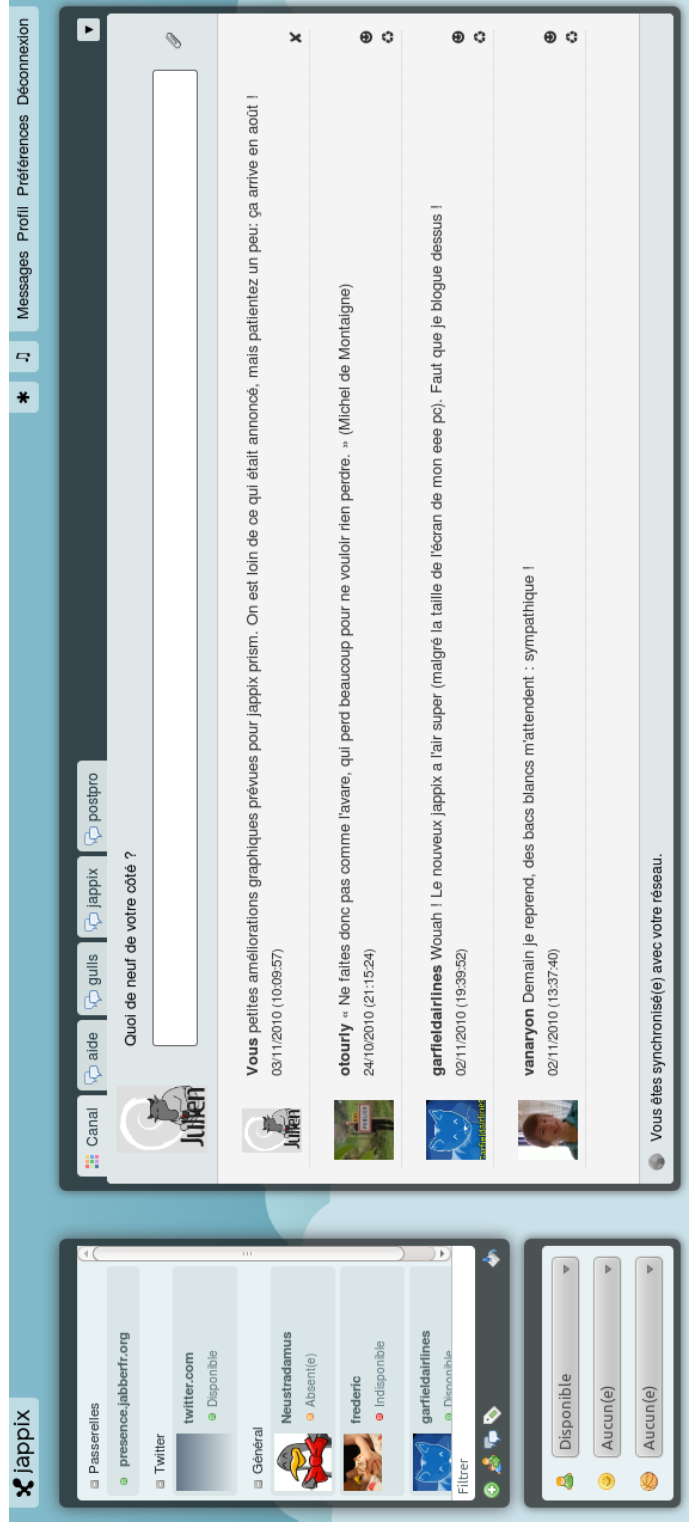 jappix
Messages Profil Préférences Déconnexion
Passerelles
presence.jabberfr.org
Twitter
twitter.com
Disponible
Général
Neustradamus
Absent(e)
frederic
Indisponible
garfieldairlines
Disponible
Filtrer
Disponible
Aucun(e)
Aucun(e)
Canal
aide
gulls
jappix
postpro
Quoi de neuf de votre côté ?
Julien
Vous petites améliorations graphiques prévues pour jappix prism. On est loin de ce qui était annoncé, mais patientez un peu: ça arrive en août !
03/11/2010 (10:09:57)
Julien
otourly « Ne faites donc pas comme l'avare, qui perd beaucoup pour ne vouloir rien perdre. » (Michel de Montaigne)
24/10/2010 (21:15:24)
garfieldairlines Wouah ! Le nouveux jappix a l'air super (malgré la taille de l'écran de mon eee pc). Faut que je blogue dessus !
02/11/2010 (19:39:52)
Garfieldairlines
vanaryon Demain je reprend, des bacs blancs m'attendent : sympathique !
02/11/2010 (13:37:40)
Vous êtes synchronisé(e) avec votre réseau.